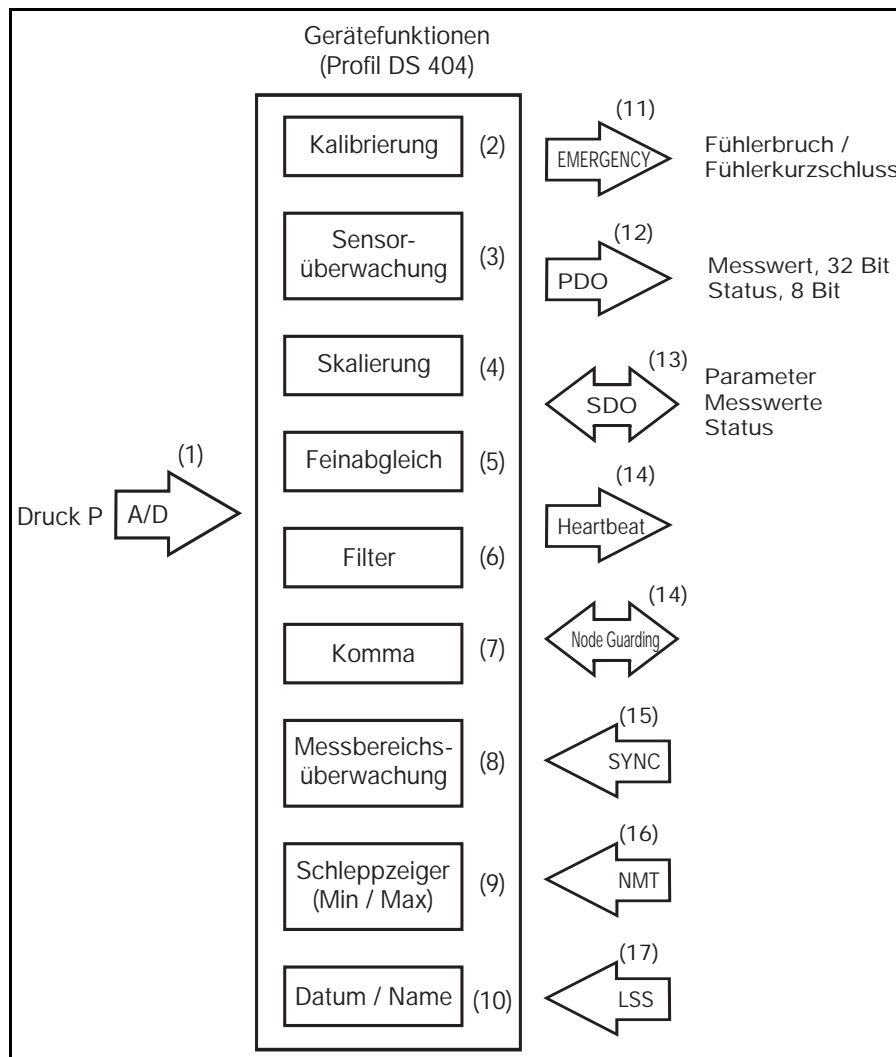 Gerätefunktionen
(Profil DS 404)
Druck P
A/D
(1)
Kalibrierung
(2)
Sensor-
überwachung
(3)
Skalierung
(4)
Feinabgleich
(5)
Filter
(6)
Komma
(7)
Messbereichs-
überwachung
(8)
Schleppzeiger
(Min / Max)
(9)
Datum / Name
(10)
(11)
EMERGENCY
Fühlerbruch /
Fühlerkurzschluss
(12)
PDO
Messwert, 32 Bit
Status, 8 Bit
(13)
SDO
Parameter
Messwerte
Status
(14)
Heartbeat
(14)
Node Guarding
(15)
SYNC
(16)
NMT
(17)
LSS